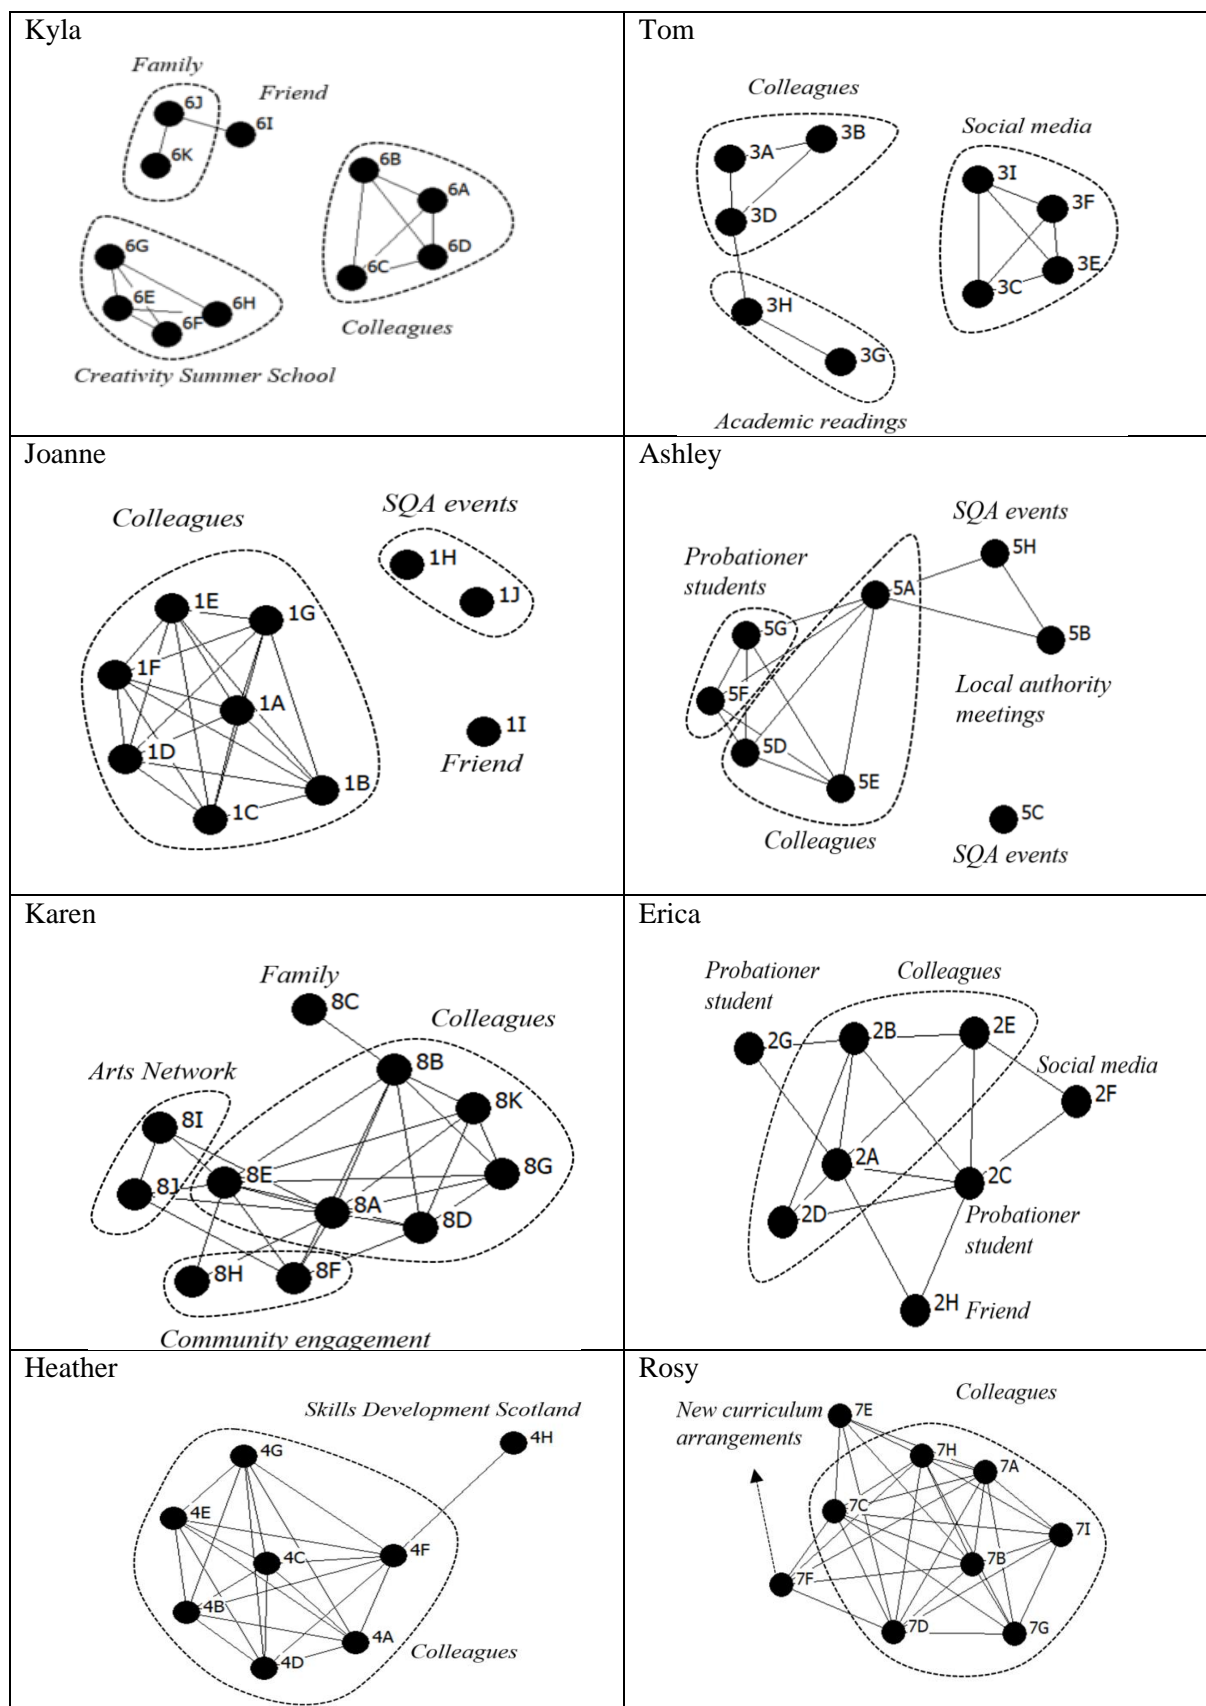 Kyla
Family
Friend
6J
6I
6K
6B
6A
6G
6D
6C
6E
6H
6F
Colleagues
Creativity Summer School
Tom
Colleagues
3B
3A
Social media
3I
3F
3D
3E
3C
3H
3G
Academic readings
Joanne
SQA events
Colleagues
1H
1J
1E
1G
1F
1A
1I
1D
Friend
1B
1C
Ashley
SQA events
5H
Probationer
students
5A
5G
5B
5F
Local authority
meetings
5D
5E
5C
Colleagues
SQA events
Karen
Family
8C
Colleagues
8B
Arts Network
8K
8I
8G
8E
8J
8A
8D
8H
8F
Community engagement
Erica
Probationer
student
Colleagues
2G
2B
2E
Social media
2F
2A
2C
2D
Probationer
student
2H
Friend
Heather
Skills Development Scotland
4H
4G
4E
4C
4F
4B
4A
4D
Colleagues
Rosy
Colleagues
New curriculum
arrangements
7E
7H
7A
7C
7I
7B
7F
7D
7G